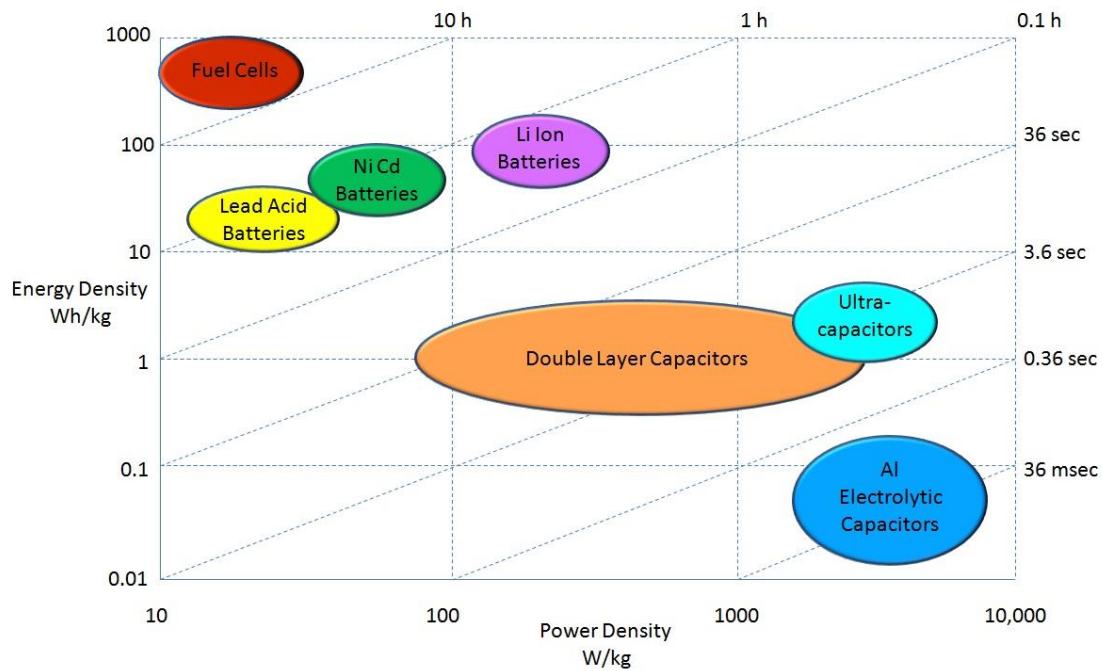 10 h
1 h
0.1 h
1000
Fuel Cells
Li Ion
Batteries
36 sec
100
Ni Cd
Batteries
Lead Acid
Batteries
10
3.6 sec
Energy Density
Wh/kg
Ultra-
capacitors
Double Layer Capacitors
1
0.36 sec
0.1
Al
Electrolytic
Capacitors
36 msec
0.01
10
100
1000
10,000
Power Density
W/kg